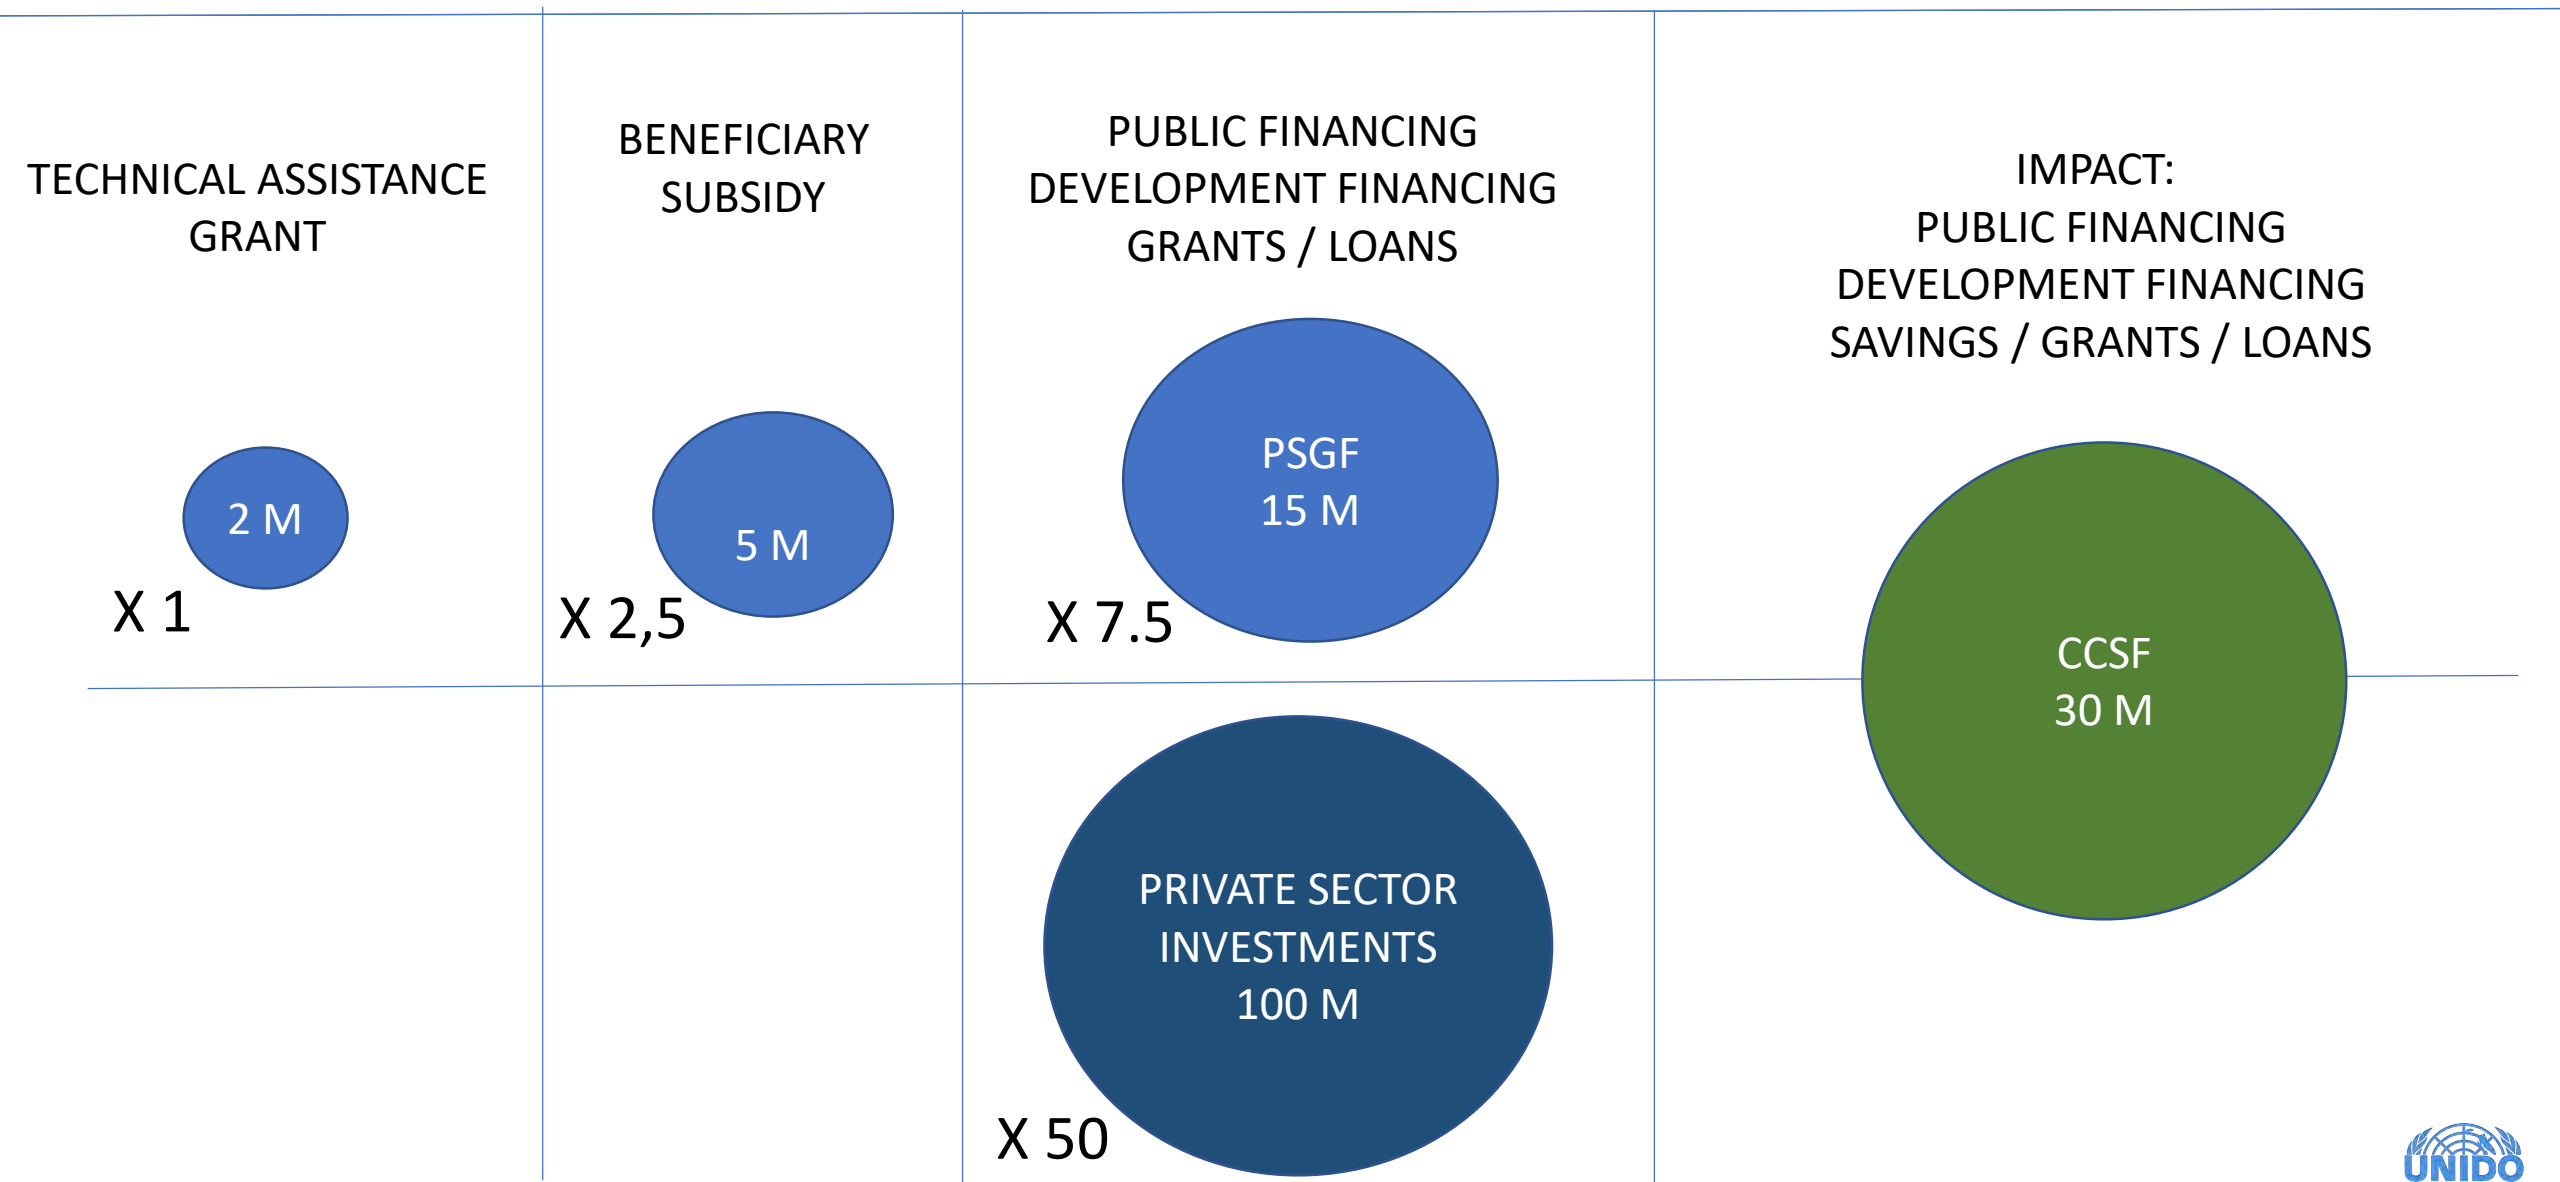 TECHNICAL ASSISTANCE
GRANT
2 M
X 1
BENEFICIARY
SUBSIDY
5 M
X 2,5
PUBLIC FINANCING
DEVELOPMENT FINANCING
GRANTS / LOANS
PSGF
15 M
X 7.5
PRIVATE SECTOR
INVESTMENTS
100 M
X 50
IMPACT:
PUBLIC FINANCING
DEVELOPMENT FINANCING
SAVINGS / GRANTS / LOANS
CCSF
30 M
UNIDO